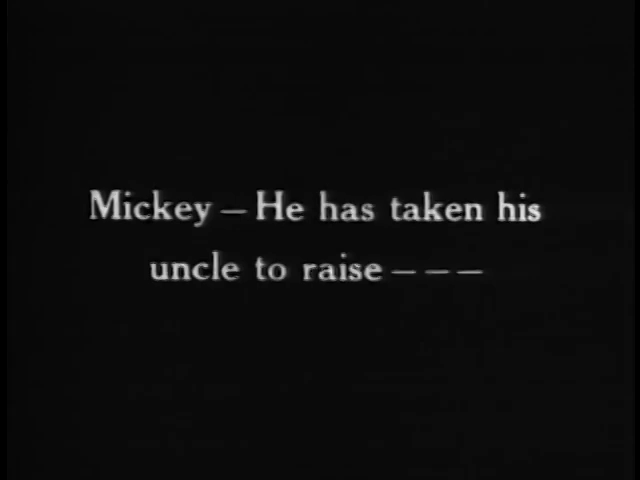 Mickey — He has taken his
uncle to raise — — —